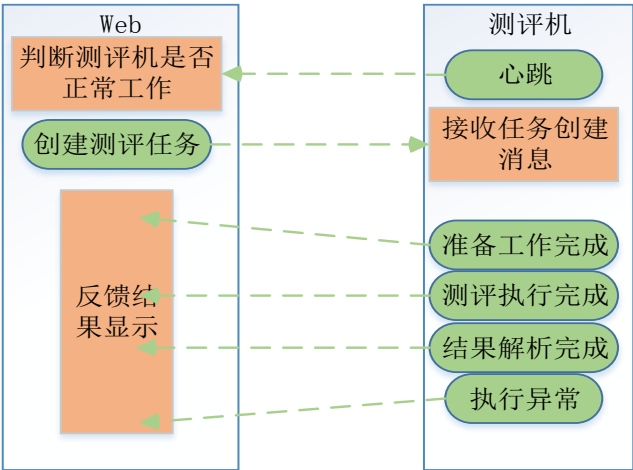 Web
判断测评机是否
正常工作
创建测评任务
反馈结
果显示
测评机
心跳
接收任务创建
消息
准备工作完成
测评执行完成
结果解析完成
执行异常